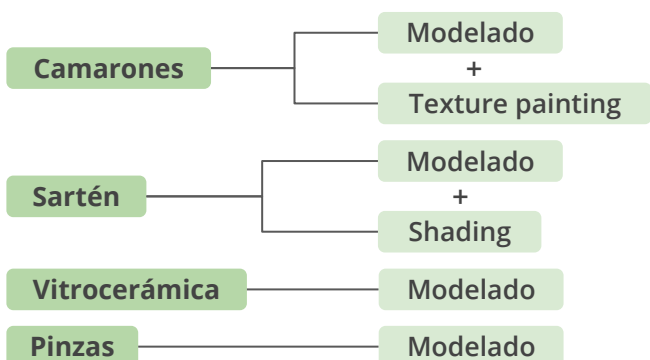 Modelado
Camarones
+
Texture painting
Modelado
Sartén
+
Shading
Vitrocerámica
Modelado
Pinzas
Modelado